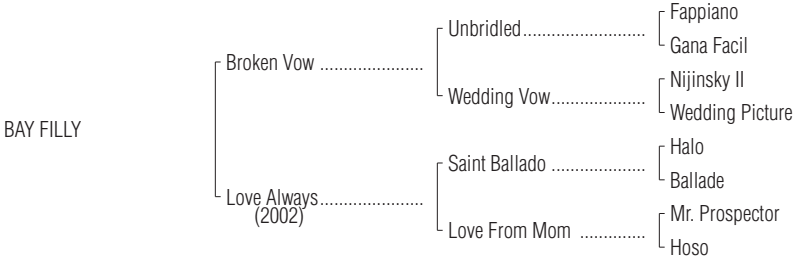 Fappiano
Unbridled..........................
Gana Facil
Broken Vow ......................
Nijinsky II
Wedding Vow....................
Wedding Picture
BAY FILLY
Halo
Saint Ballado ....................
Ballade
Love Always......................
(2002)
Mr. Prospector
Love From Mom ..............
Hoso